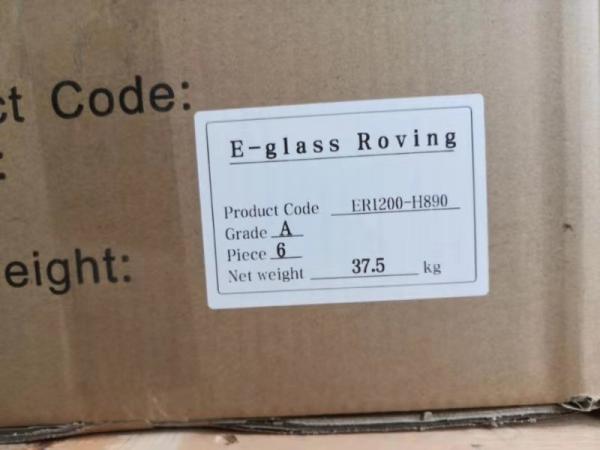 ct Code:
:
eight:
E-glass Roving
Product Code ER1200-H890
Grade A
Piece 6
Net weight 37.5 kg